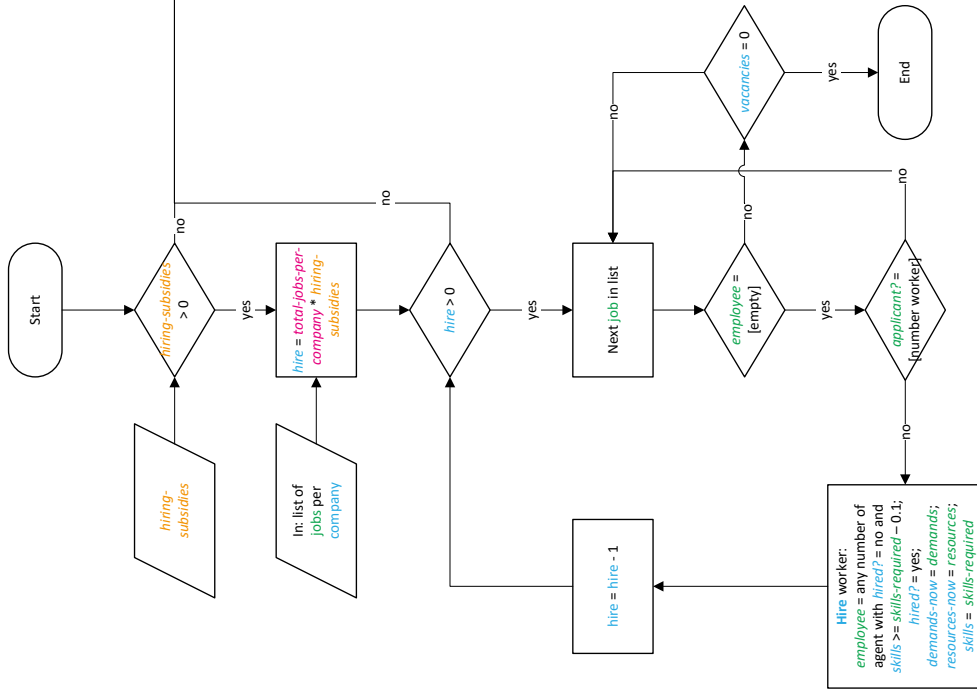 Start
hiring-subsidies
> 0
no
yes
hiring-
subsidies
hire = total-jobs-per-
company * hiring-
subsidies
In: list of
jobs per
company
no
hire > 0
yes
hire = hire - 1
Next job in list
no
vacancies = 0
yes
End
employee =
[empty]
no
yes
applicant? =
[number worker]
no
no
Hire worker:
employee = any number of
agent with hired? = no and
skills >= skills-required – 0.1;
hired? = yes;
demands-now = demands;
resources-now = resources;
skills = skills-required